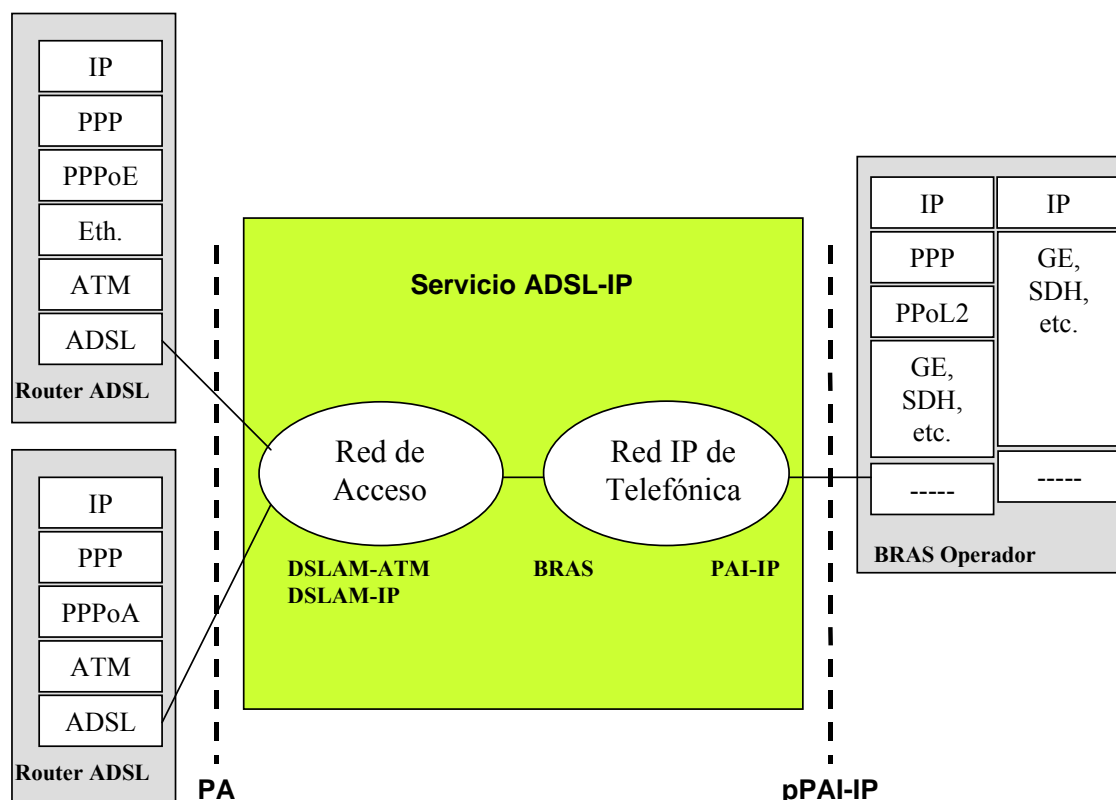 IP
PPP
PPPoE
Eth.
ATM
ADSL
Router ADSL
IP
PPP
PPPoA
ATM
ADSL
Router ADSL
PA
Servicio ADSL-IP
Red de
Acceso
Red IP de
Telefónica
DSLAM-ATM
DSLAM-IP
BRAS
PAI-IP
pPAI-IP
IP
PPP
PPoL2
GE,
SDH,
etc.
-----
IP
GE,
SDH,
etc.
-----
BRAS Operador